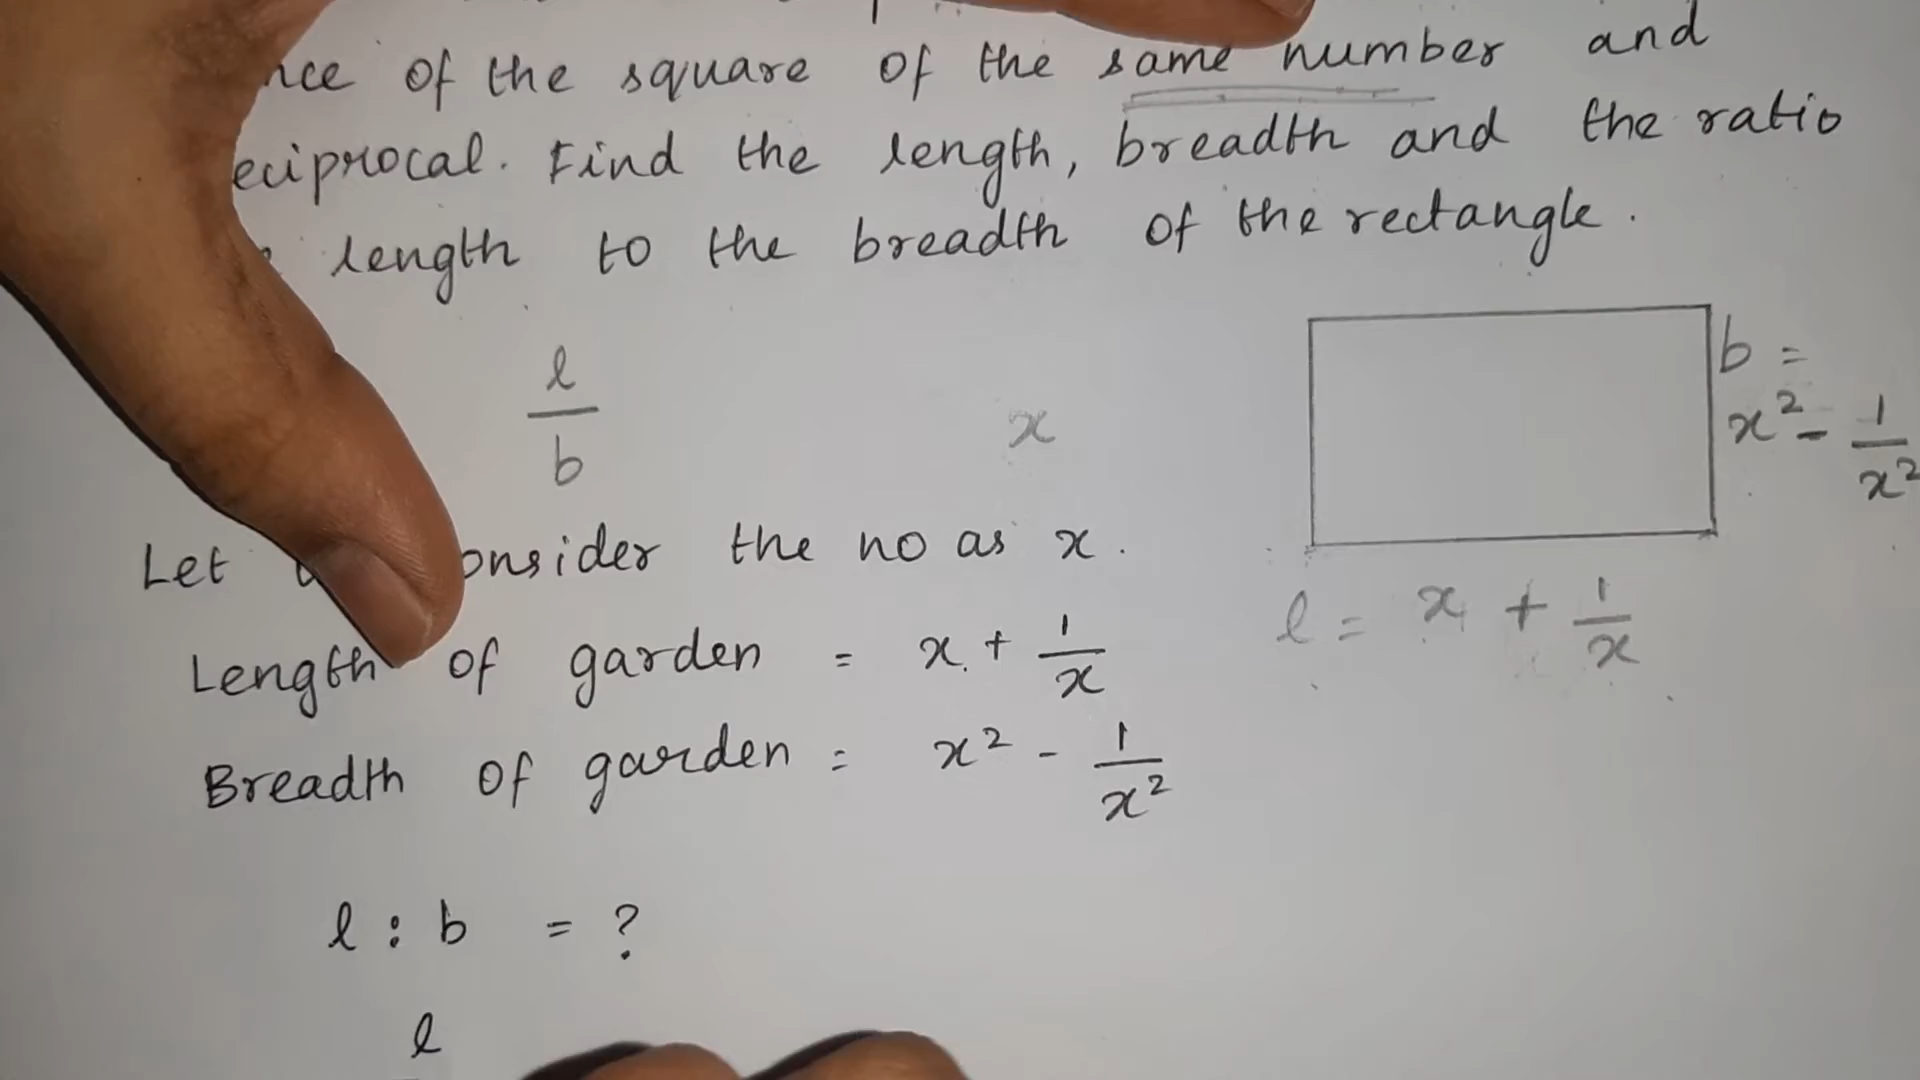 of the square of the same number and
Find the length, breadth and the ratio
length to the breadth of the rectangle.
l/b
x
b =
x² - 1/x²
Let the no as x.
l = x + 1/x
Length of garden = x + 1/x
Breadth of garden = x² - 1/x²
l : b = ?
l